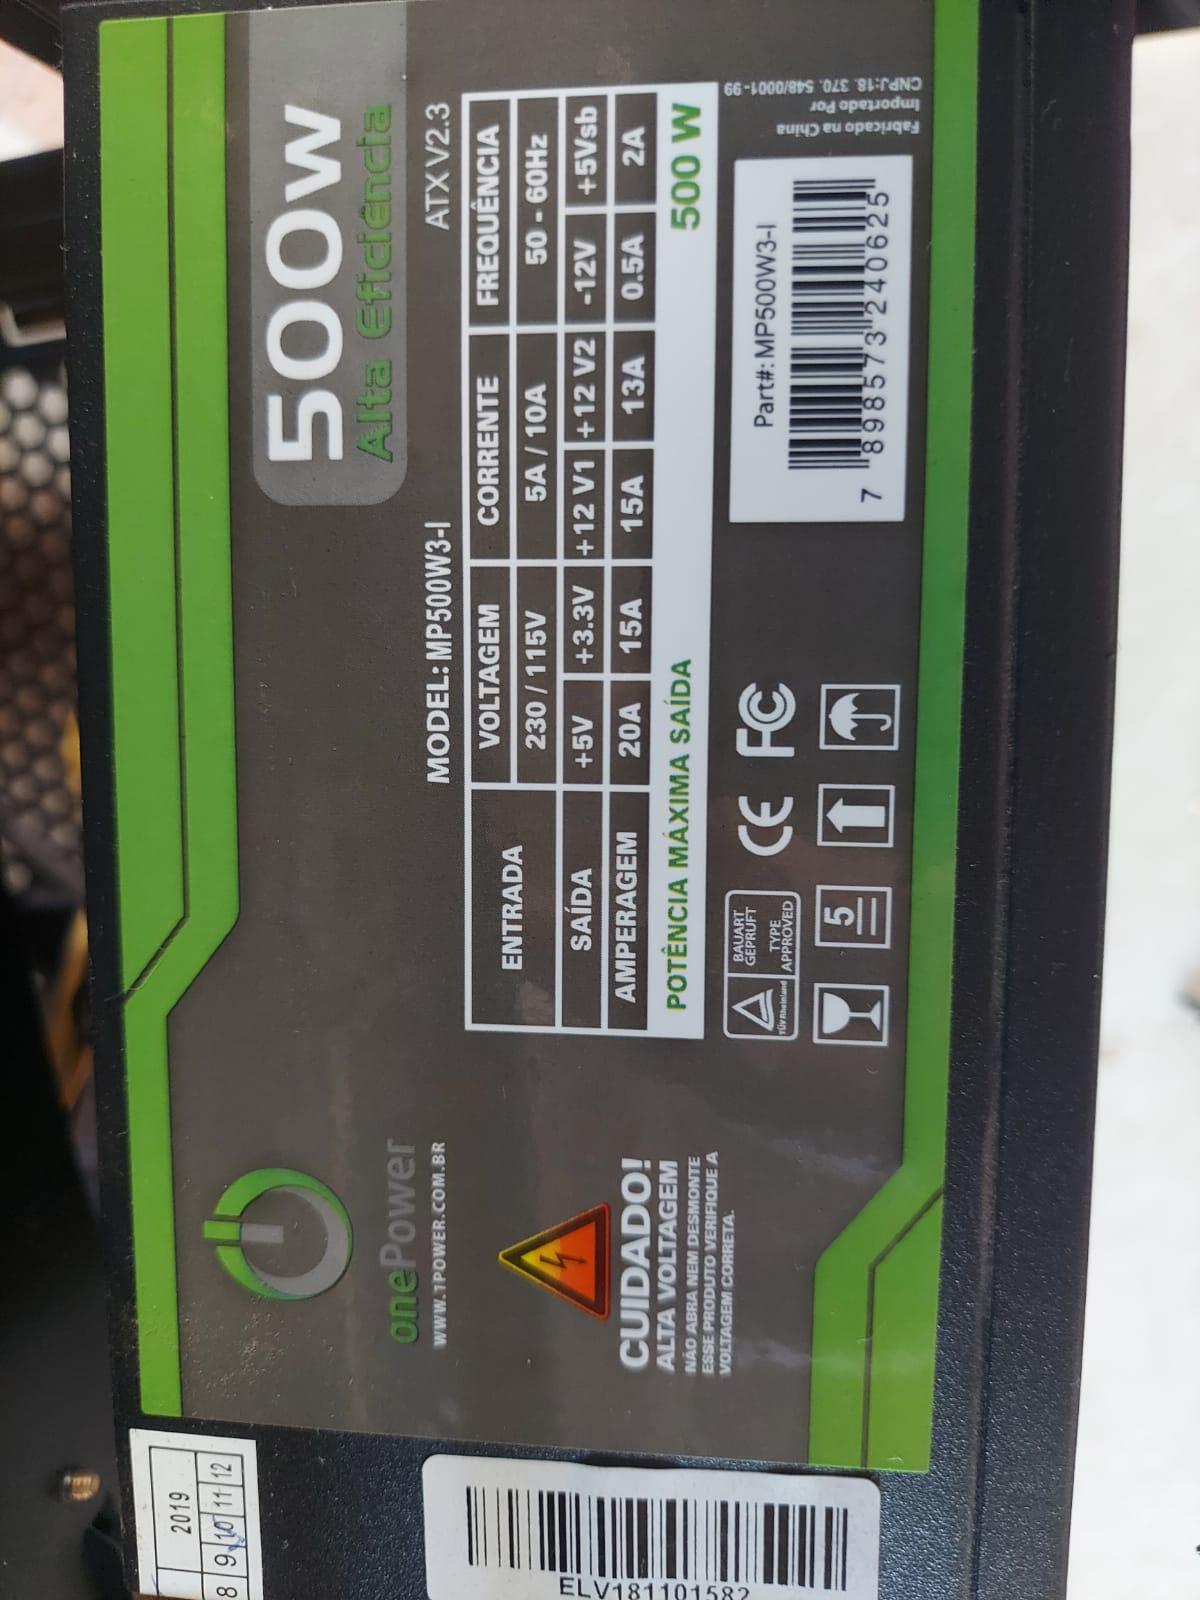 500W
Alta Eficiência
onePower
WWW.1POWER.COM.BR
MODEL: MP500W3-I
ATX V2.3
ENTRADA VOLTAGEM CORRENTE FREQUÊNCIA
230 / 115V 5A / 10A 50 - 60Hz
SAÍDA +5V +3.3V +12 V1 +12 V2 -12V +5Vsb
AMPERAGEM 20A 15A 15A 13A 0.5A 2A
POTÊNCIA MÁXIMA SAÍDA 500 W
CUIDADO!
ALTA VOLTAGEM
NÃO ABRA NEM DESMONTE
ESSE PRODUTO VERIFIQUE A
VOLTAGEM CORRETA.
TÜVRheinland
BAUART
GEPRUFT
TYPE
APPROVED
CE FC
5
Part#: MP500W3-I
7 898573 240625
Fabricado na China
Importado Por
CNPJ:18. 370. 548/0001-99
2019
8 9 10 11 12
ELV181101582